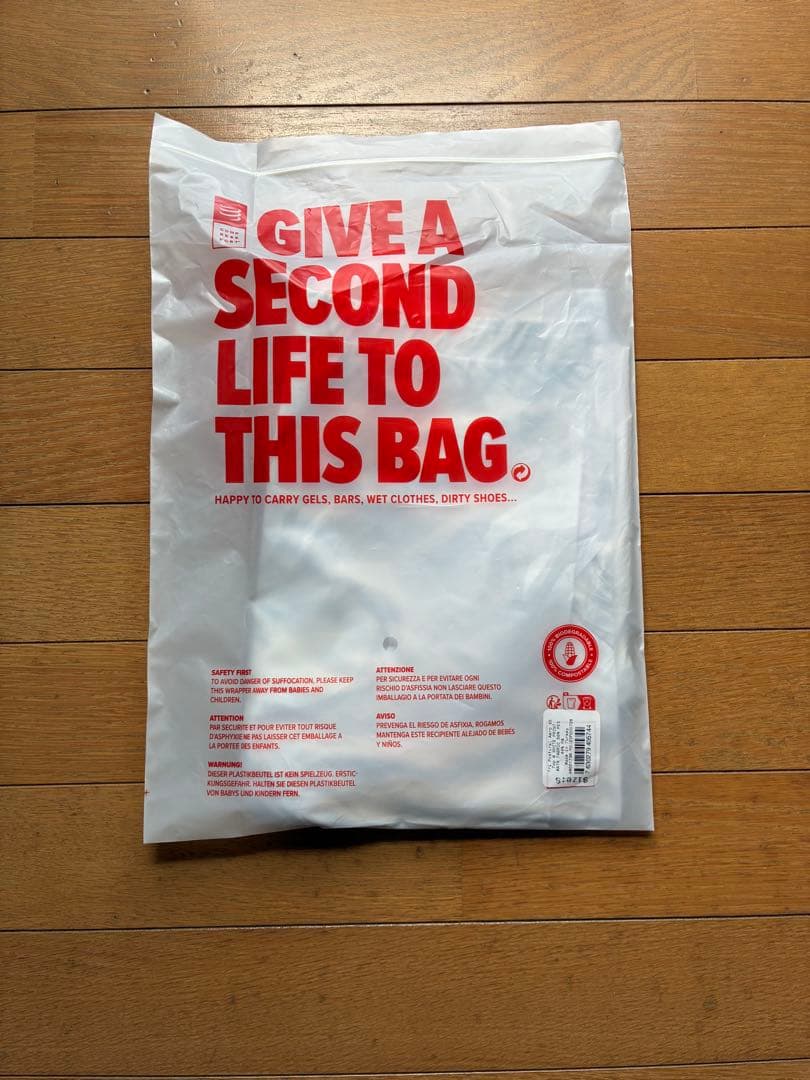 GIVE A
SECOND
LIFE TO
THIS BAG.
HAPPY TO CARRY GELS, BARS, WET CLOTHES, DIRTY SHOES...
SAFETY FIRST
TO AVOID DANGER OF SUFFOCATION, PLEASE KEEP
THIS WRAPPER AWAY FROM BABIES AND
CHILDREN.
ATTENTION
PAR SECURITE ET POUR EVITER TOUT RISQUE
D'ASPHYXIE NE PAS LAISSER CET EMBALLAGE A
LA PORTEE DES ENFANTS.
WARNUNG!
DIESER PLASTIKBEUTEL IST KEIN SPIELZEUG. ERSTIC-
KUNGSGEFAHR. HALTEN SIE DIESEN PLASTIKBEUTEL
VON BABYS UND KINDERN FERN.
ATTENZIONE
PER SICUREZZA E PER EVITARE OGNI
RISCHIO D'ASFISSIA NON LASCIARE QUESTO
IMBALLAGIO A LA PORTATA DEI BAMBINI.
AVISO
PREVENGA EL RIESGO DE ASFIXIA, ROGAMOS
MANTENGA ESTE RECIPIENTE ALEJADO DE BEBÉS
Y NIÑOS.
100% BIODEGRADABLE
100% COMPOSTABLE